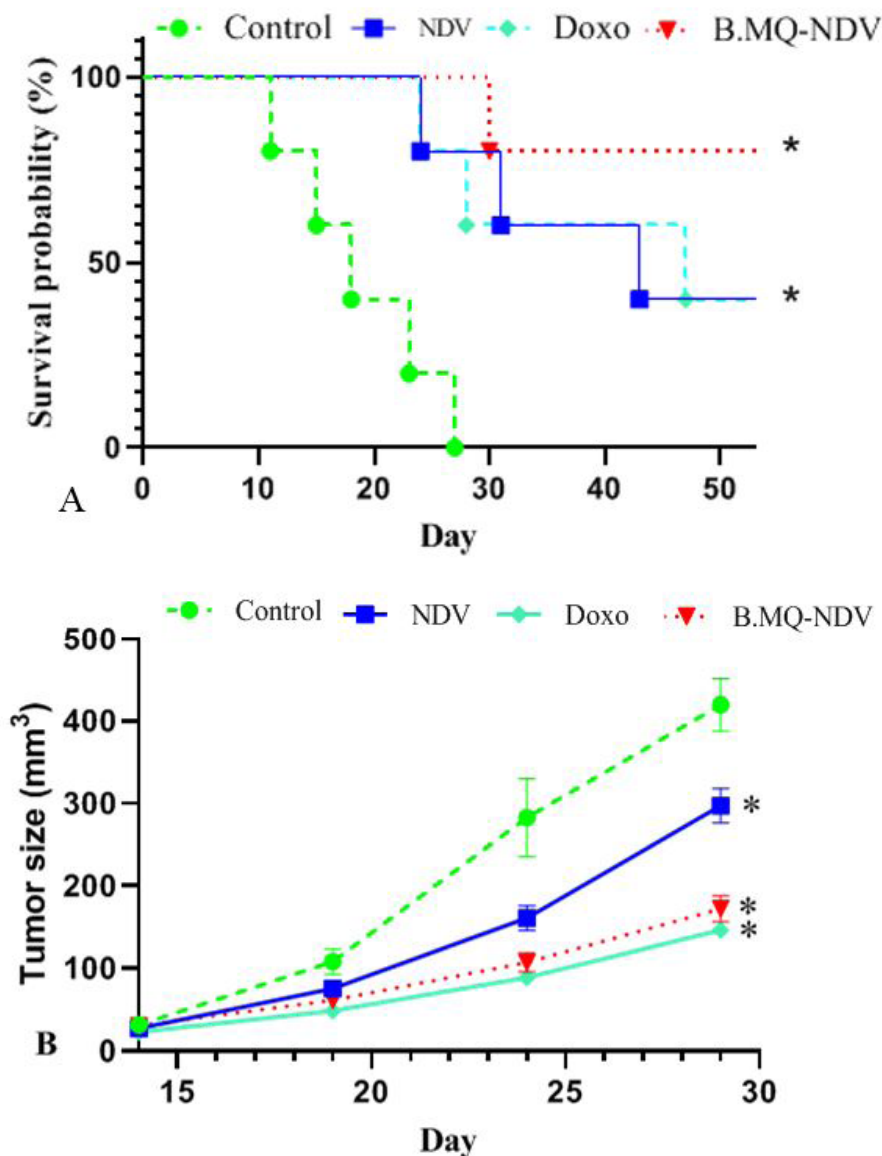 Control NDV Doxo B.MQ-NDV
Survival probability (%)
100
*
50
*
0
0 10 20 30 40 50
A
Day
Control NDV Doxo B.MQ-NDV
Tumor size (mm³)
500
400
300
*
200
*
*
100
0
B
15 20 25 30
Day